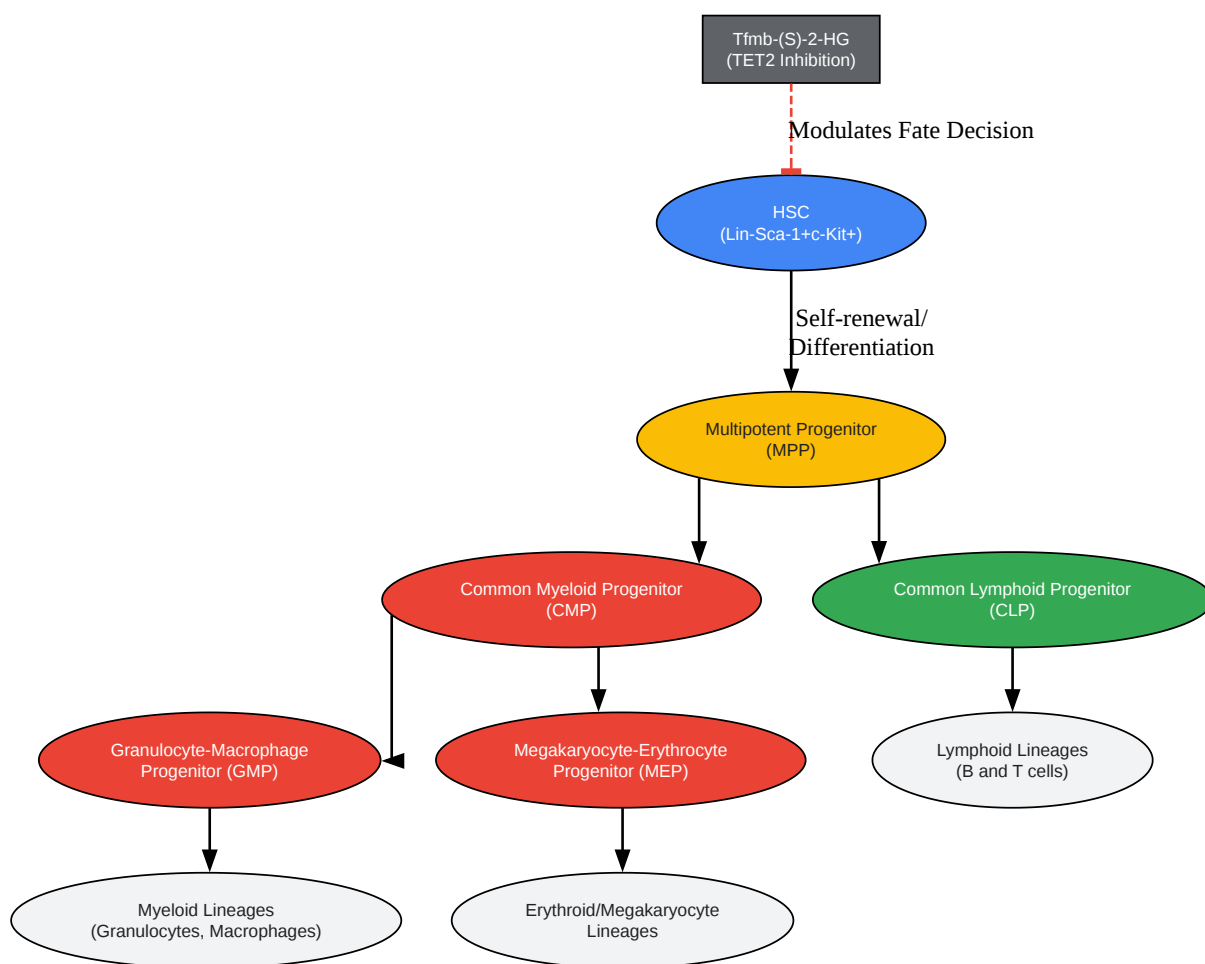 Tfmb-(S)-2-HG
(TET2 Inhibition)
Modulates Fate Decision
HSC
(Lin-Sca-1+c-Kit+)
Self-renewal/
Differentiation
Multipotent Progenitor
(MPP)
Common Myeloid Progenitor
(CMP)
Common Lymphoid Progenitor
(CLP)
Granulocyte-Macrophage
Progenitor (GMP)
Megakaryocyte-Erythrocyte
Progenitor (MEP)
Lymphoid Lineages
(B and T cells)
Myeloid Lineages
(Granulocytes, Macrophages)
Erythroid/Megakaryocyte
Lineages